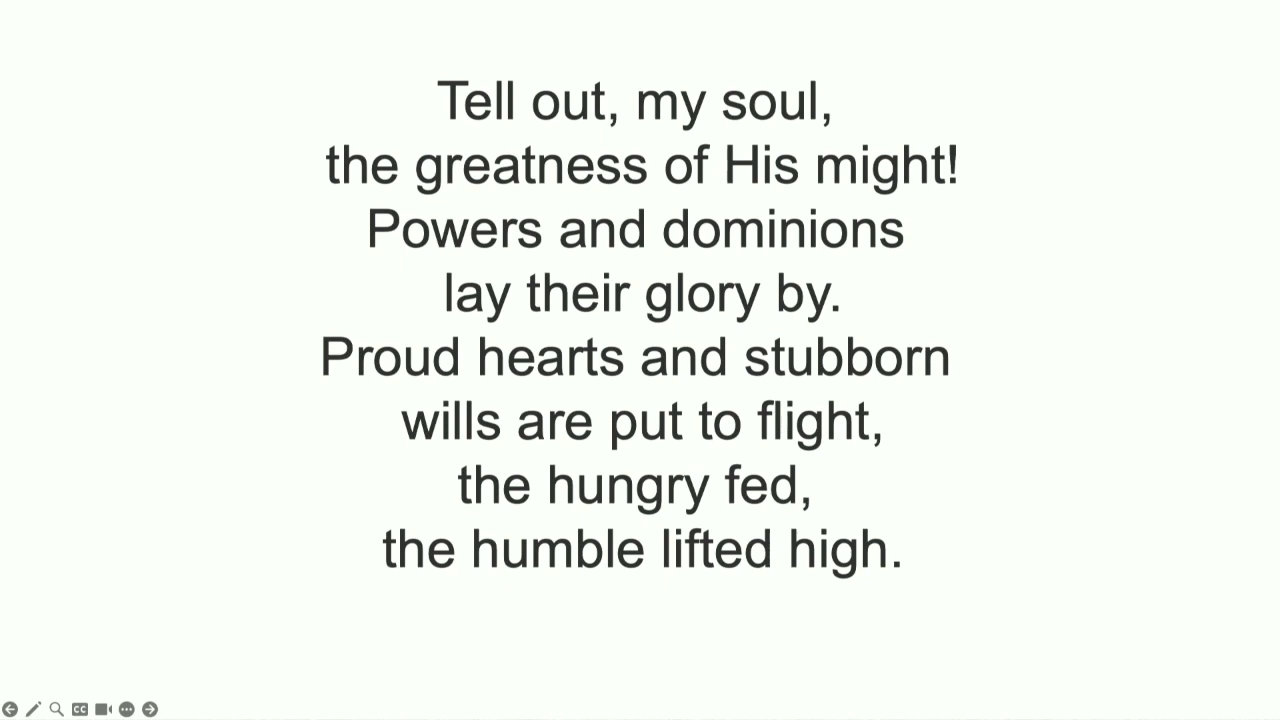 Tell out, my soul,
the greatness of His might!
Powers and dominions
lay their glory by.
Proud hearts and stubborn
wills are put to flight,
the hungry fed,
the humble lifted high.
CC